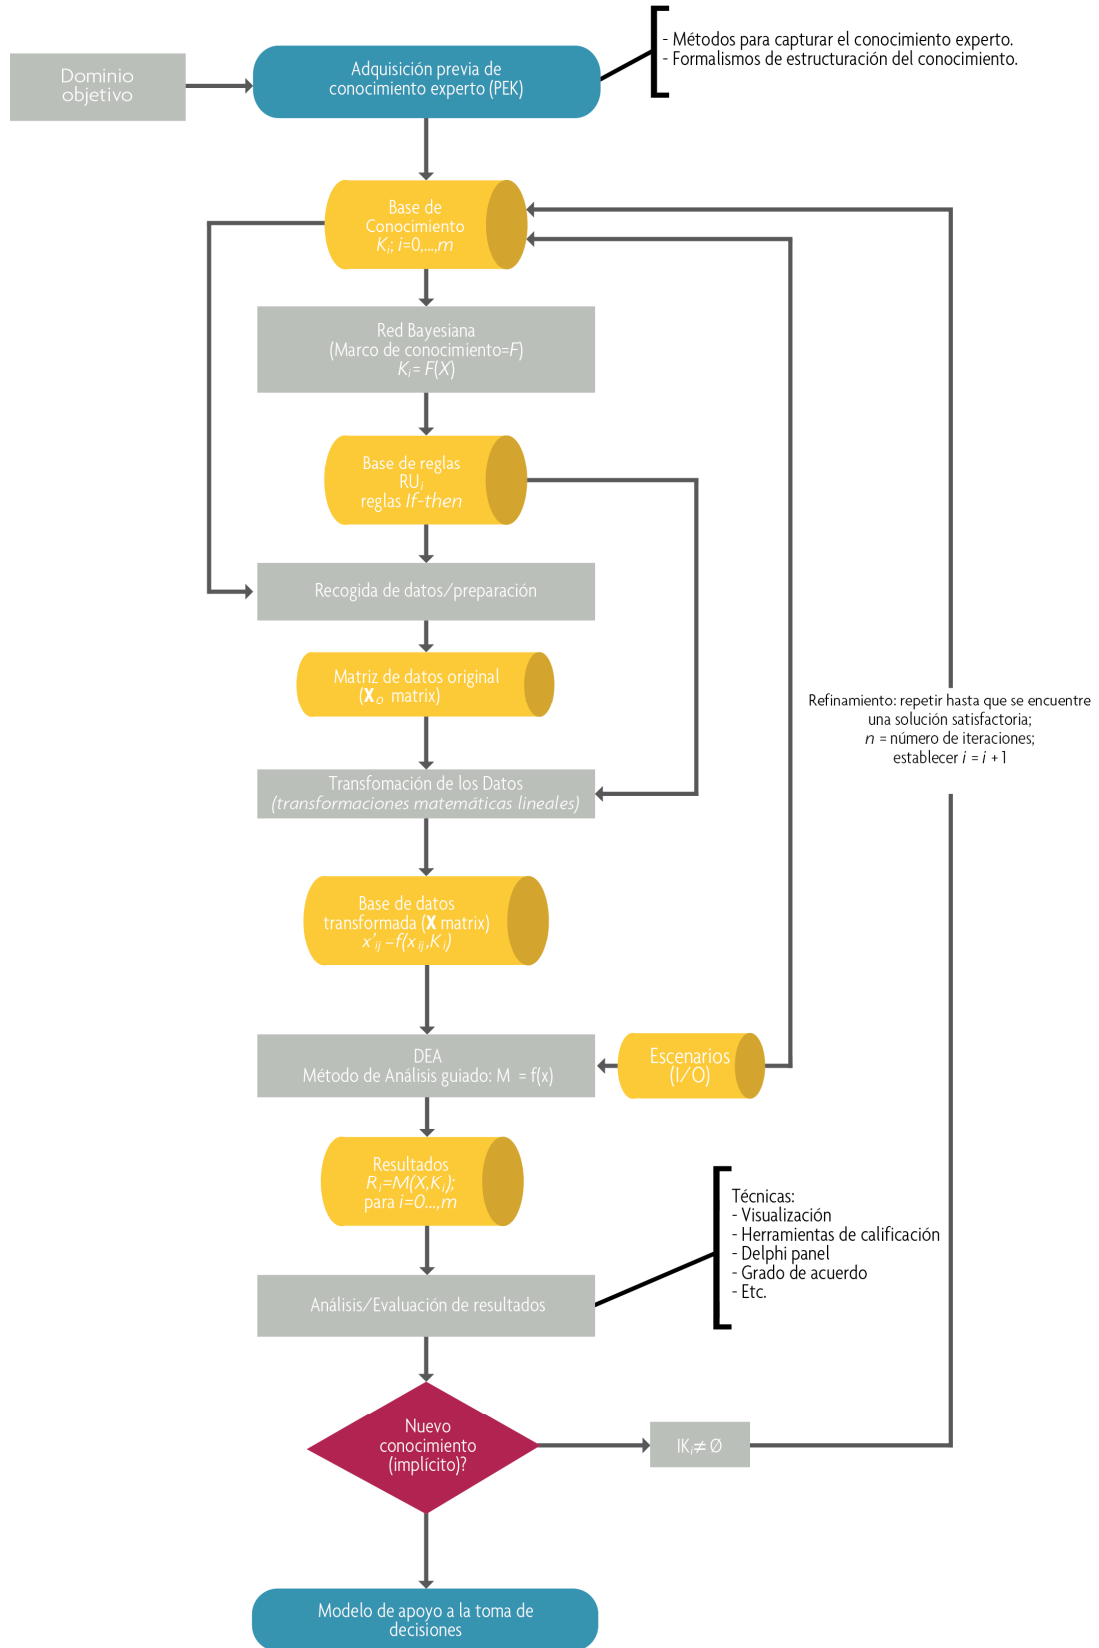 Dominio
objetivo
Adquisición previa de
conocimiento experto (PEK)
- Métodos para capturar el conocimiento experto.
- Formalismos de estructuración del conocimiento.
Base de
Conocimiento
Ki; i=0,...,m
Red Bayesiana
(Marco de conocimiento=F)
Ki = F(X)
Base de reglas
RUi
reglas If-then
Recogida de datos/preparación
Matriz de datos original
(Xo matrix)
Refinamiento: repetir hasta que se encuentre
una solución satisfactoria;
n = número de iteraciones;
establecer i = i + 1
Transfomación de los Datos
(transformaciones matemáticas lineales)
Base de datos
transformada (X matrix)
x'ij –f(xij,Ki)
DEA
Método de Análisis guiado: M = f(x)
Escenarios
(I/O)
Resultados
Ri=M(X,Ki);
para i=0...,m
Técnicas:
- Visualización
- Herramientas de calificación
- Delphi panel
- Grado de acuerdo
- Etc.
Análisis/Evaluación de resultados
Nuevo
conocimiento
(implícito)?
IKi≠ Ø
Modelo de apoyo a la toma de
decisiones